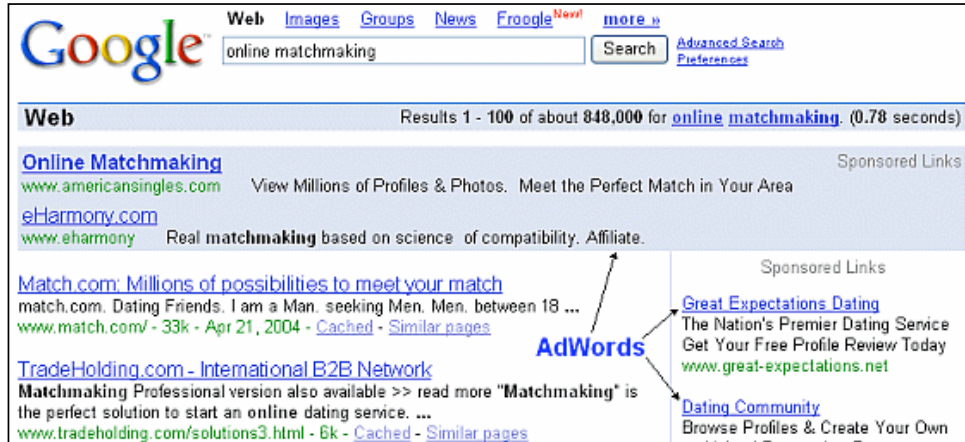 Web Images Groups News Froogle New! more »
Google™
online matchmaking Search Advanced Search
Preferences
Web Results 1 - 100 of about 848,000 for online matchmaking. (0.78 seconds)
Online Matchmaking Sponsored Links
www.americansingles.com View Millions of Profiles & Photos. Meet the Perfect Match in Your Area
eHarmony.com
www.eharmony Real matchmaking based on science of compatibility. Affiliate.
Match.com: Millions of possibilities to meet your match
match.com. Dating Friends. I am a Man. seeking Men. Men. between 18 ...
www.match.com/ - 33k - Apr 21, 2004 - Cached - Similar pages
TradeHolding.com - International B2B Network
Matchmaking Professional version also available >> read more "Matchmaking" is
the perfect solution to start an online dating service. ...
www.tradeholding.com/solutions3.html - 6k - Cached - Similar pages
AdWords
Sponsored Links
Great Expectations Dating
The Nation's Premier Dating Service
Get Your Free Profile Review Today
www.great-expectations.net
Dating Community
Browse Profiles & Create Your Own